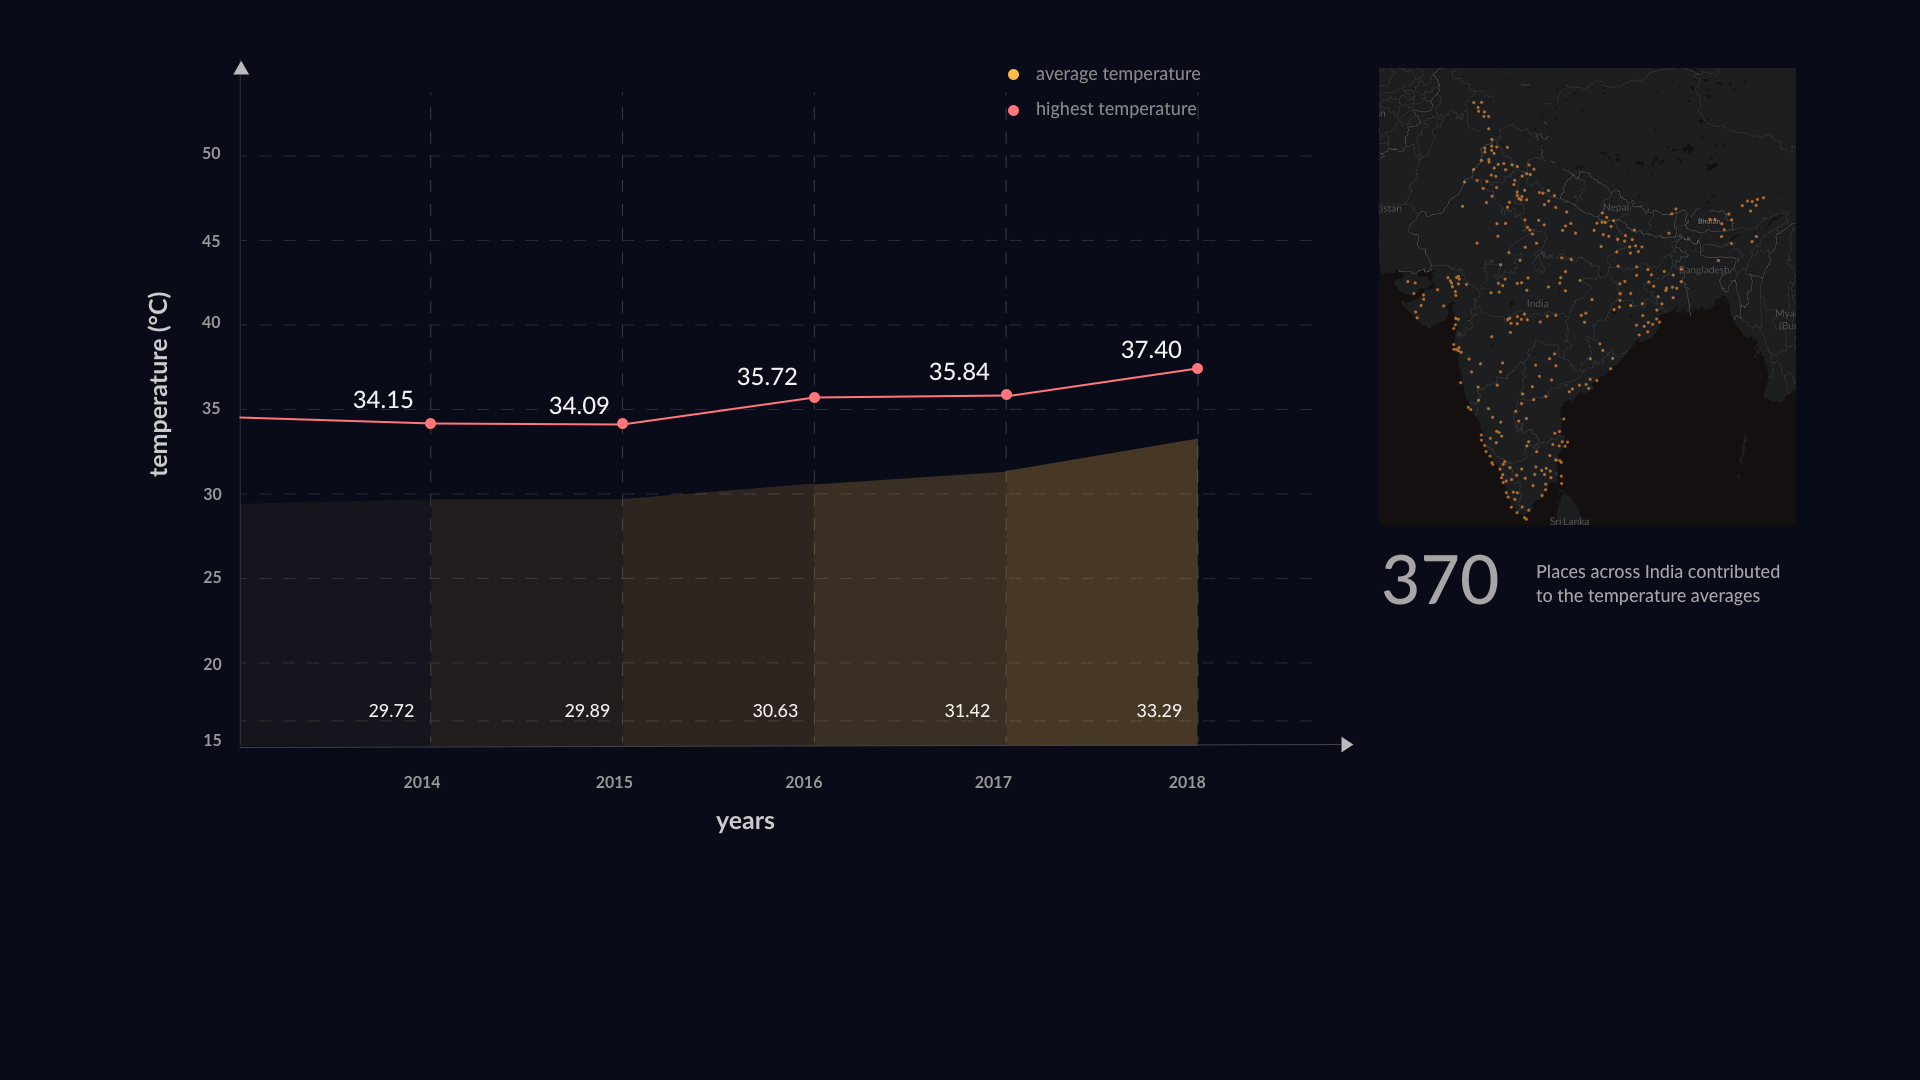 average temperature
highest temperature
50
45
40
35
30
25
20
15
temperature (°C)
34.15
34.09
35.72
35.84
37.40
29.72
29.89
30.63
31.42
33.29
2014
2015
2016
2017
2018
years
n
istan
Nepal
Bhutan
Bangladesh
India
Mya
(Bur
Sri Lanka
370
Places across India contributed
to the temperature averages